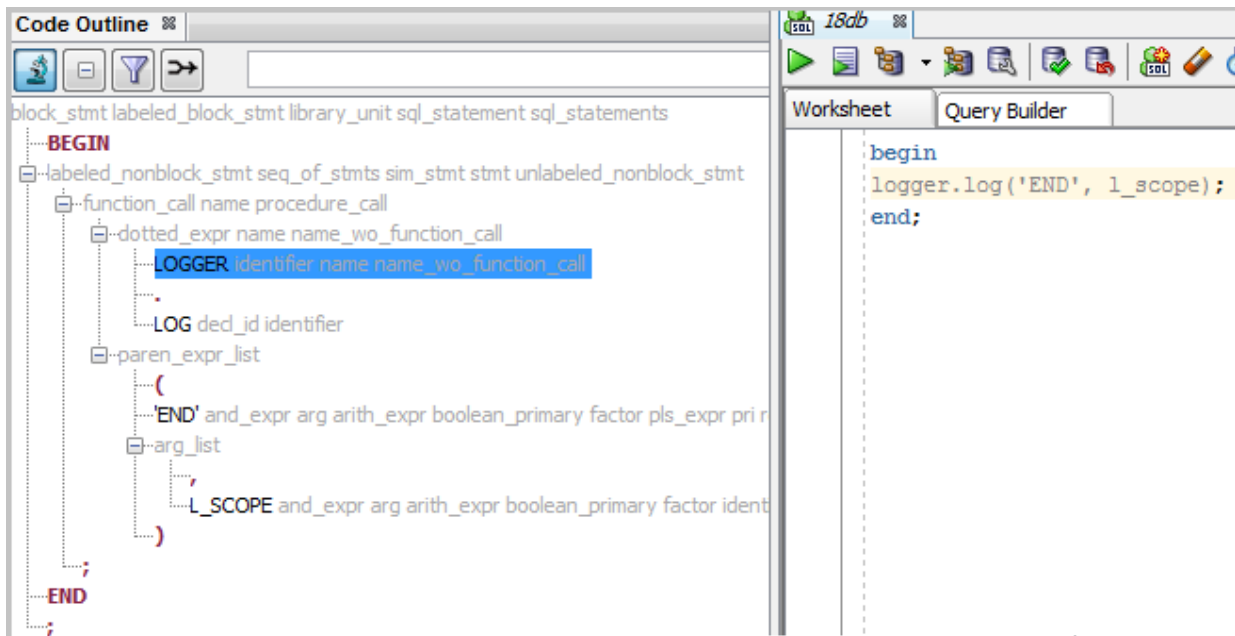 Code Outline
block_stmt labeled_block_stmt library_unit sql_statement sql_statements
BEGIN
labeled_nonblock_stmt seq_of_stmts sim_stmt stmt unlabeled_nonblock_stmt
function_call name procedure_call
dotted_expr name name_wo_function_call
LOGGER identifier name name_wo_function_call
.
LOG decl_id identifier
paren_expr_list
(
'END' and_expr arg arith_expr boolean_primary factor pls_expr pri r
arg_list
,
L_SCOPE and_expr arg arith_expr boolean_primary factor ident
)
;
END
;
SQL 18db
SQL
Worksheet Query Builder
begin
logger.log('END', l_scope);
end;